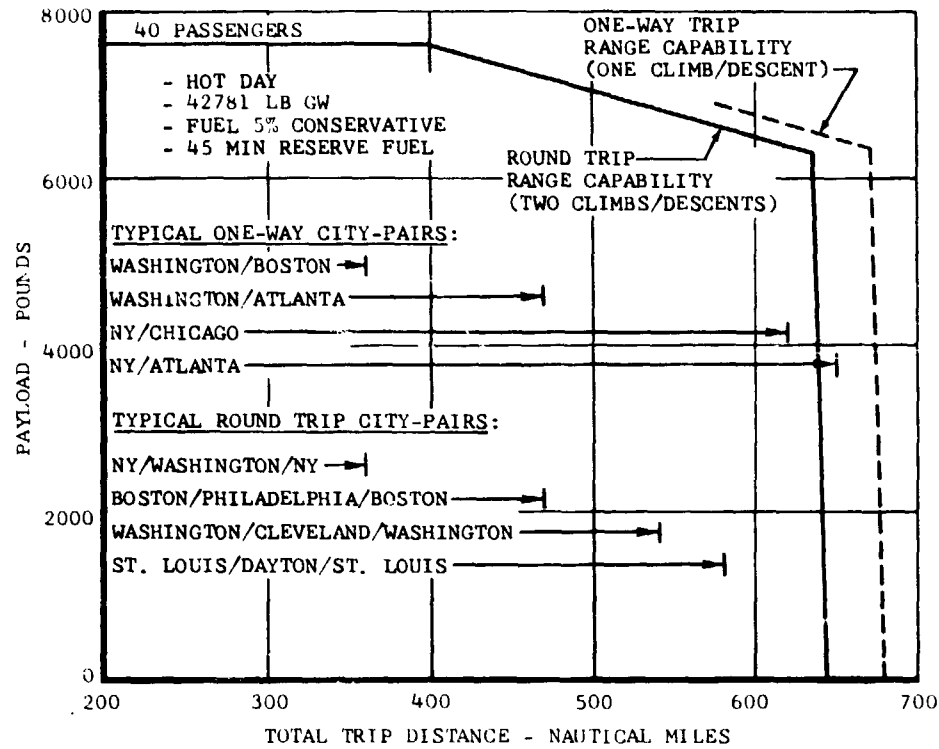 8000
40 PASSENGERS
- HOT DAY
- 42781 LB GW
- FUEL 5% CONSERVATIVE
- 45 MIN RESERVE FUEL
ONE-WAY TRIP
RANGE CAPABILITY
(ONE CLIMB/DESCENT)
ROUND TRIP
RANGE CAPABILITY
(TWO CLIMBS/DESCENTS)
6000
TYPICAL ONE-WAY CITY-PAIRS:
WASHINGTON/BOSTON
WASHINGTON/ATLANTA
NY/CHICAGO
4000
NY/ATLANTA
TYPICAL ROUND TRIP CITY-PAIRS:
NY/WASHINGTON/NY
BOSTON/PHILADELPHIA/BOSTON
2000
WASHINGTON/CLEVELAND/WASHINGTON
ST. LOUIS/DAYTON/ST. LOUIS
0
PAYLOAD - POUNDS
200 300 400 500 600 700
TOTAL TRIP DISTANCE - NAUTICAL MILES